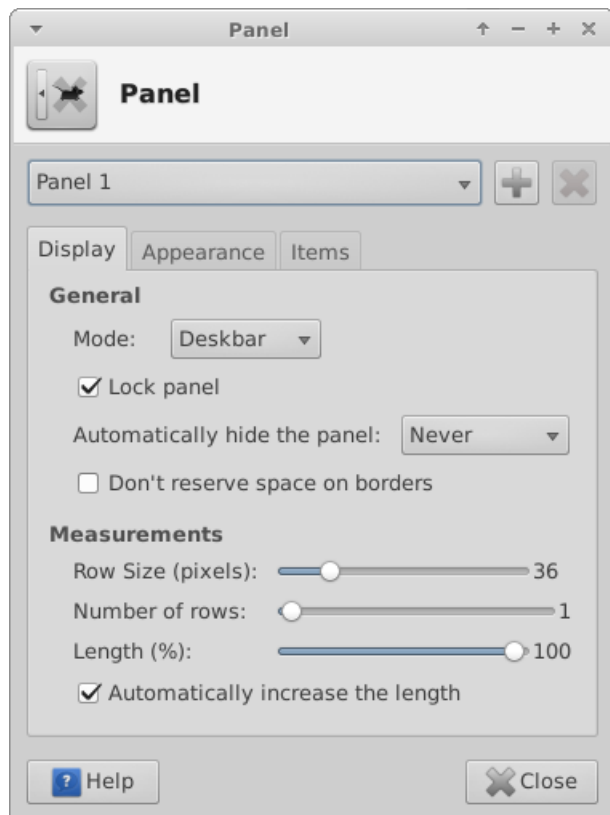 Panel
Panel
Panel 1
Display Appearance Items
General
Mode: Deskbar
Lock panel
Automatically hide the panel: Never
Don't reserve space on borders
Measurements
Row Size (pixels): 36
Number of rows: 1
Length (%): 100
Automatically increase the length
? Help Close